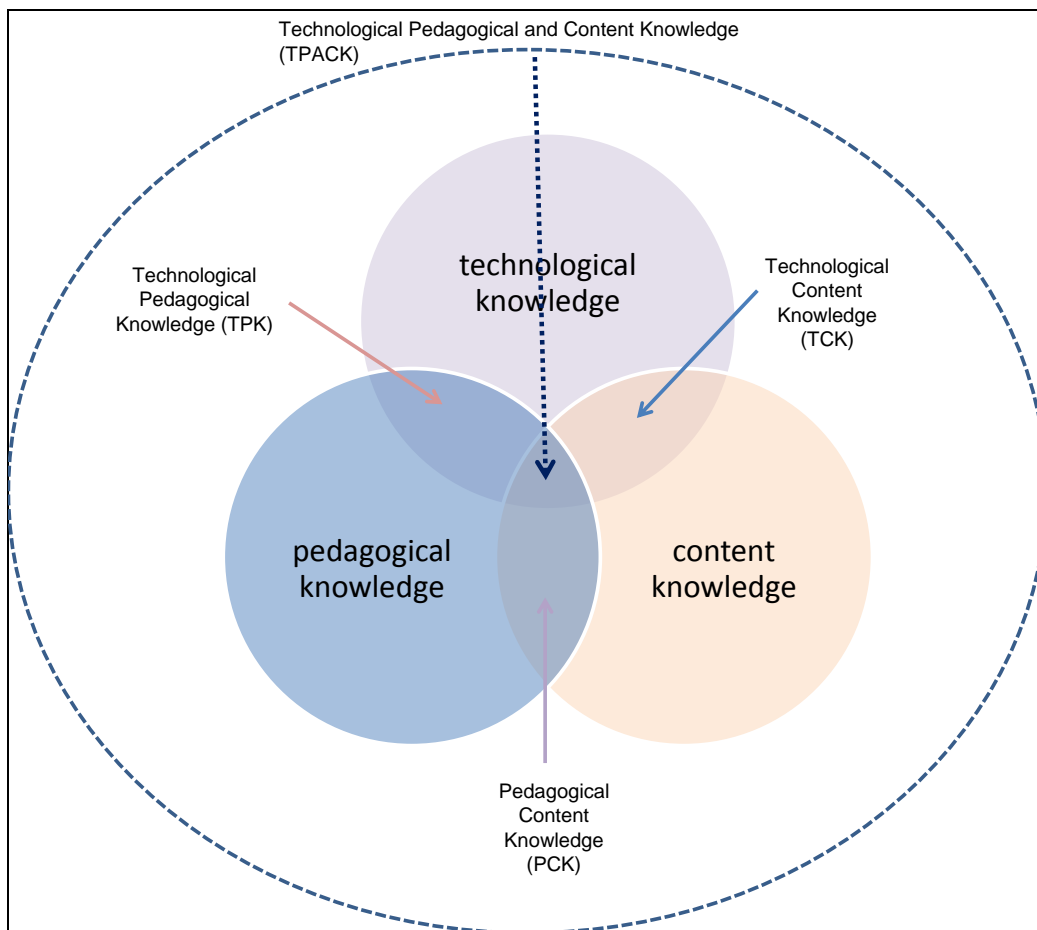 Technological Pedagogical and Content Knowledge
(TPACK)
technological
knowledge
Technological
Pedagogical
Knowledge (TPK)
Technological
Content
Knowledge
(TCK)
pedagogical
knowledge
content
knowledge
Pedagogical
Content
Knowledge
(PCK)